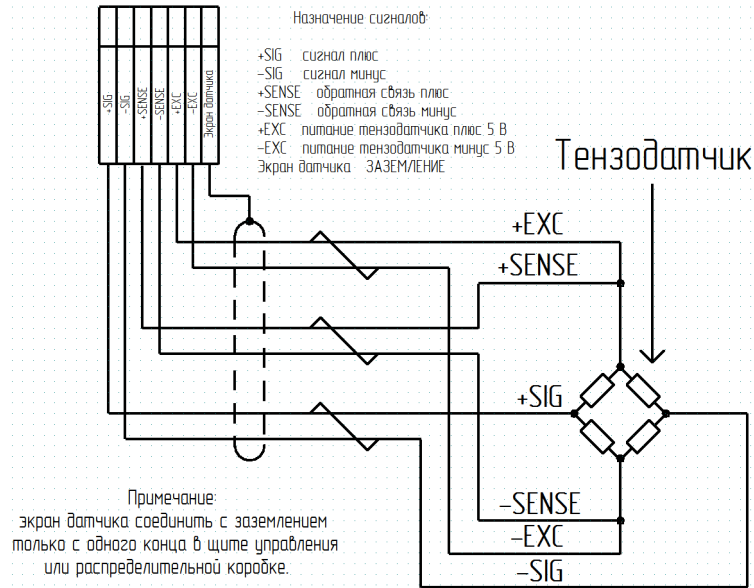 Назначение сигналов:
+SIG сигнал плюс
-SIG сигнал минус
+SENSE обратная связь плюс
-SENSE обратная связь минус
+EXC питание тензодатчика плюс 5 В
-EXC питание тензодатчика минус 5 В
Экран датчика ЗАЗЕМЛЕНИЕ
+SIG
-SIG
+SENSE
-SENSE
+EXC
-EXC
Экран датчика
Тензодатчик
+EXC
+SENSE
+SIG
-SENSE
-EXC
-SIG
Примечание:
экран датчика соединить с заземлением
только с одного конца в щите управления
или распределительной коробке.